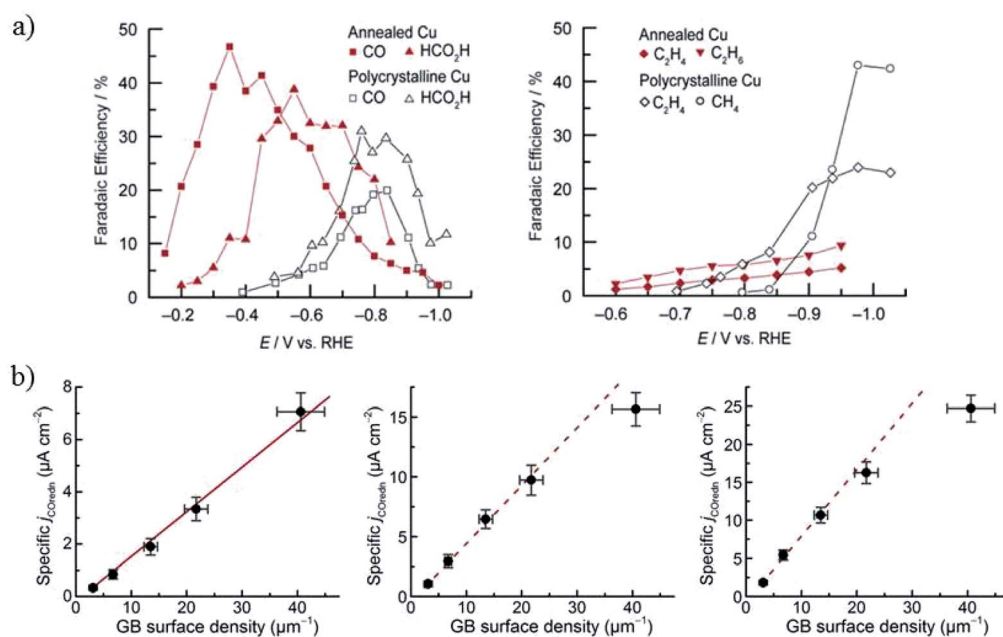 a)
Annealed Cu
CO HCO2H
Polycrystalline Cu
CO HCO2H
Faradaic Efficiency / %
50
40
30
20
10
0
−0.2 −0.4 −0.6 −0.8 −1.0
E / V vs. RHE
Annealed Cu
C2H4 C2H6
Polycrystalline Cu
C2H4 CH4
Faradaic Efficiency / %
50
40
30
20
10
0
−0.6 −0.7 −0.8 −0.9 −1.0
E / V vs. RHE
b)
Specific jCOredn (µA cm−2)
8
6
4
2
0
0 10 20 30 40
GB surface density (µm−1)
Specific jCOredn (µA cm−2)
15
10
5
0
0 10 20 30 40
GB surface density (µm−1)
Specific jCOredn (µA cm−2)
25
20
15
10
5
0
0 10 20 30 40
GB surface density (µm−1)